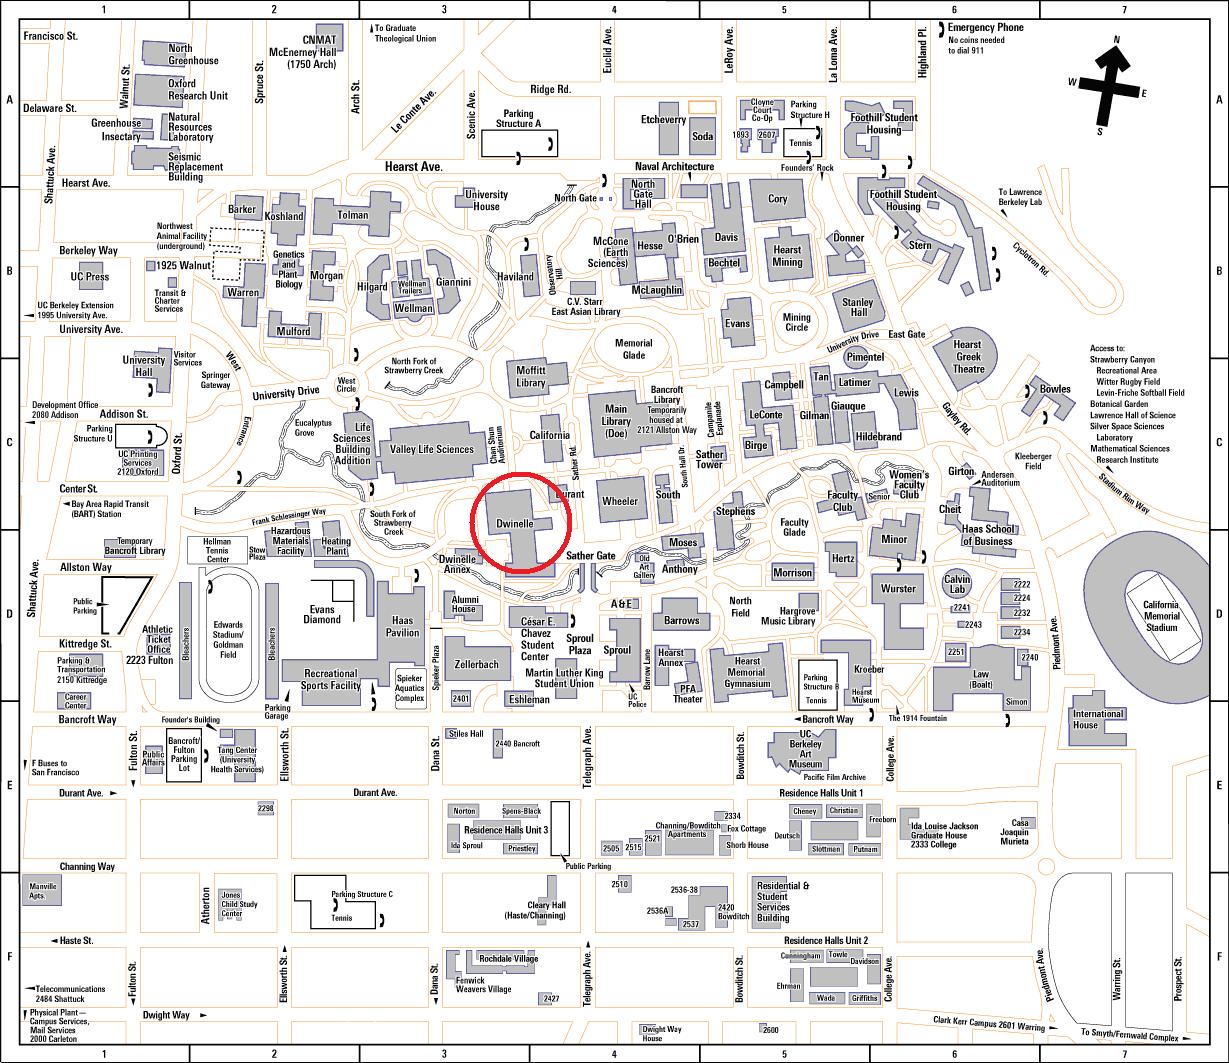 1 2 3 4 5 6 7
A
B
C
D
E
F
Francisco St.
North
Greenhouse
CNMAT
McEnerney Hall
(1750 Arch)
To Graduate
Theological Union
Euclid Ave.
LeRoy Ave.
La Loma Ave.
Highland Pl.
Emergency Phone
No coins needed
to dial 911
N
W
E
S
Walnut St.
Spruce St.
Arch St.
Oxford
Research Unit
Le Conte Ave.
Scenic Ave.
Ridge Rd.
Delaware St.
Greenhouse
Insectary
Natural
Resources
Laboratory
Seismic
Replacement
Building
Parking
Structure A
Etcheverry
Soda
Cloyne
Court
Co-Op
1893
2607
Parking
Structure H
Tennis
Foothill Student
Housing
Shattuck Ave.
Hearst Ave.
Hearst Ave.
Naval Architecture
Founders' Rock
Barker
Koshland
Tolman
University
House
North Gate
North
Gate
Hall
Cory
Foothill Student
Housing
To Lawrence
Berkeley Lab
Northwest
Animal Facility
(underground)
Berkeley Way
1925 Walnut
UC Press
Transit &
Charter
Services
Genetics
and
Plant
Biology
Morgan
Warren
Mulford
Hilgard
Wellman
Trailers
Giannini
Wellman
Haviland
Observatory
Hill
McCone
(Earth
Sciences)
Hesse
O'Brien
McLaughlin
C.V. Starr
East Asian Library
Davis
Bechtel
Hearst
Mining
Donner
Stern
Cyclotron Rd.
UC Berkeley Extension
1995 University Ave.
University Ave.
Evans
Mining
Circle
Stanley
Hall
University Drive
East Gate
Memorial
Glade
Hearst
Greek
Theatre
University
Hall
Visitor
Services
West
Springer
Gateway
Entrance
North Fork of
Strawberry Creek
West
Circle
University Drive
Moffitt
Library
Pimentel
Access to:
Strawberry Canyon
Recreational Area
Witter Rugby Field
Levin-Friche Softball Field
Botanical Garden
Lawrence Hall of Science
Silver Space Sciences
Laboratory
Mathematical Sciences
Research Institute
Development Office
2080 Addison
Addison St.
Parking
Structure U
UC Printing
Services
2120 Oxford
Oxford St.
Eucalyptus
Grove
Life
Sciences
Building
Addition
Valley Life Sciences
Chan Shun
Auditorium
California
Sather Rd.
Main
Library
(Doe)
Bancroft
Library
Temporarily
housed at
2121 Allston Way
Campanile
Esplanade
Campbell
LeConte
Birge
Tan
Gilman
Latimer
Giauque
Lewis
Hildebrand
Gayley Rd.
Bowles
Sather
Tower
South Hall Dr.
Kleeberger
Field
Stadium Rim Way
Center St.
Bay Area Rapid Transit
(BART) Station
Frank Schlessinger Way
South Fork of
Strawberry
Creek
Durant
Dwinelle
Wheeler
South
Stephens
Faculty
Club
Senior
Women's
Faculty
Club
Girton
Andersen
Auditorium
Cheit
Haas School
of Business
Temporary
Bancroft Library
Hellman
Tennis
Center
Stow
Plaza
Hazardous
Materials
Facility
Heating
Plant
Dwinelle
Annex
Sather Gate
Moses
Old
Art
Gallery
Anthony
Faculty
Glade
Hertz
Minor
Morrison
Allston Way
Shattuck Ave.
Public
Parking
Athletic
Ticket
Office
2223 Fulton
Bleachers
Edwards
Stadium/
Goldman
Field
Bleachers
Evans
Diamond
Haas
Pavilion
Alumni
House
César E.
Chavez
Student
Center
Sproul
Plaza
A&E
Sproul
Barrows
North
Field
Hargrove
Music Library
Wurster
Calvin
Lab
2222
2224
2232
2234
2240
2241
2243
2251
California
Memorial
Stadium
Piedmont Ave.
Kittredge St.
Parking &
Transportation
2150 Kittredge
Career
Center
Recreational
Sports Facility
Parking
Garage
Spieker
Aquatics
Complex
Spieker Plaza
Zellerbach
2401
Martin Luther King
Student Union
Eshleman
UC
Police
Barrow Lane
Hearst
Annex
PFA
Theater
Hearst
Memorial
Gymnasium
Parking
Structure B
Tennis
Kroeber
Hearst
Museum
Law
(Boalt)
Simon
Bancroft Way
Founder's Building
Bancroft Way
The 1914 Fountain
International
House
F Buses to
San Francisco
Fulton St.
Public
Affairs
Bancroft/
Fulton
Parking
Lot
Tang Center
(University
Health Services)
Ellsworth St.
Dana St.
Stiles Hall
2440 Bancroft
Telegraph Ave.
Bowditch St.
UC
Berkeley
Art
Museum
Pacific Film Archive
College Ave.
Durant Ave.
Durant Ave.
Residence Halls Unit 1
2298
Norton
Spens-Black
Residence Halls Unit 3
Ida Sproul
Priestley
Public Parking
2505
2515
2521
Channing/Bowditch
Apartments
2334
Fox Cottage
Shorb House
Cheney
Christian
Deutsch
Freeborn
Slottman
Putnam
Ida Louise Jackson
Graduate House
2333 College
Casa
Joaquin
Murieta
Channing Way
Manville
Apts.
Atherton
Jones
Child Study
Center
Parking Structure C
Tennis
Cleary Hall
(Haste/Channing)
2510
2536-38
2536A
2537
2420
Bowditch
Residential &
Student
Services
Building
Haste St.
Residence Halls Unit 2
Telecommunications
2484 Shattuck
Fulton St.
Ellsworth St.
Dana St.
Rochdale Village
Fenwick
Weavers Village
2427
Telegraph Ave.
Bowditch St.
Cunningham
Towle
Davidson
Ehrman
Wada
Griffiths
College Ave.
Piedmont Ave.
Warring St.
Prospect St.
Physical Plant—
Campus Services,
Mail Services
2000 Carleton
Dwight Way
Dwight Way
House
2600
Clark Kerr Campus 2601 Warring
To Smyth/Fernwald Complex
A
B
C
D
E
F
1 2 3 4 5 6 7